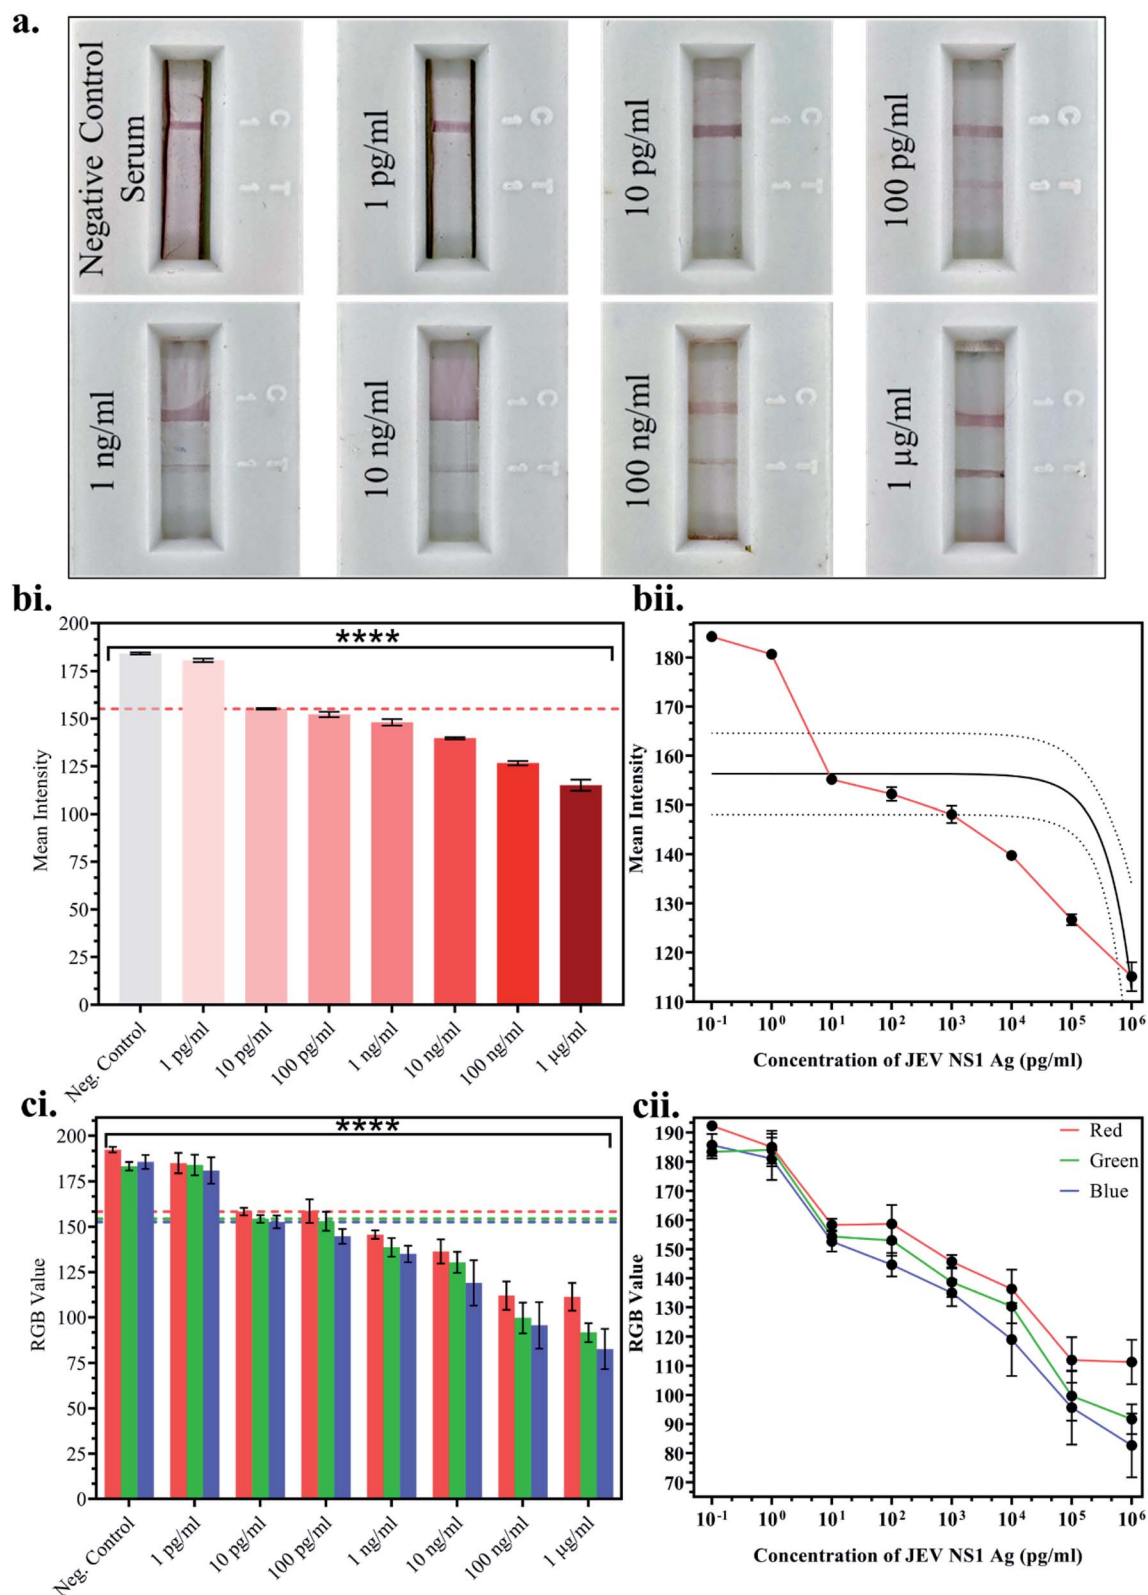 a.
Negative Control
Serum
C
T
1 pg/ml
C
T
10 pg/ml
C
T
100 pg/ml
C
T
1 ng/ml
C
T
10 ng/ml
C
T
100 ng/ml
C
T
1 µg/ml
C
T
bi.
200
175
150
125
100
75
50
25
0
Mean Intensity
****
Neg. Control
1 pg/ml
10 pg/ml
100 pg/ml
1 ng/ml
10 ng/ml
100 ng/ml
1 µg/ml
bii.
180
170
160
150
140
130
120
110
Mean Intensity
10⁻¹ 10⁰ 10¹ 10² 10³ 10⁴ 10⁵ 10⁶
Concentration of JEV NS1 Ag (pg/ml)
ci.
200
175
150
125
100
75
50
25
0
RGB Value
****
Neg. Control
1 pg/ml
10 pg/ml
100 pg/ml
1 ng/ml
10 ng/ml
100 ng/ml
1 µg/ml
cii.
190
180
170
160
150
140
130
120
110
100
90
80
70
RGB Value
Red
Green
Blue
10⁻¹ 10⁰ 10¹ 10² 10³ 10⁴ 10⁵ 10⁶
Concentration of JEV NS1 Ag (pg/ml)